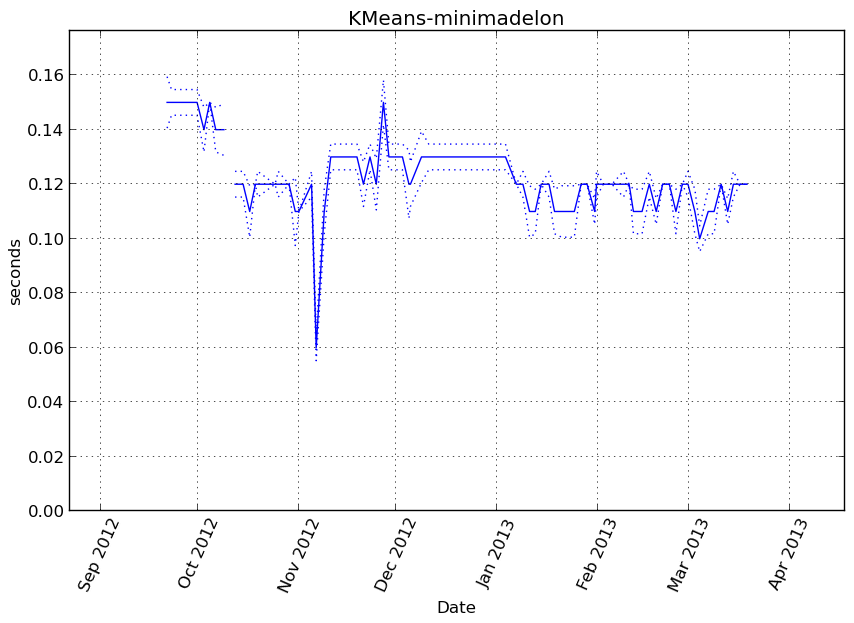 KMeans-minimadelon
seconds
0.16
0.14
0.12
0.10
0.08
0.06
0.04
0.02
0.00
Sep 2012
Oct 2012
Nov 2012
Dec 2012
Jan 2013
Feb 2013
Mar 2013
Apr 2013
Date